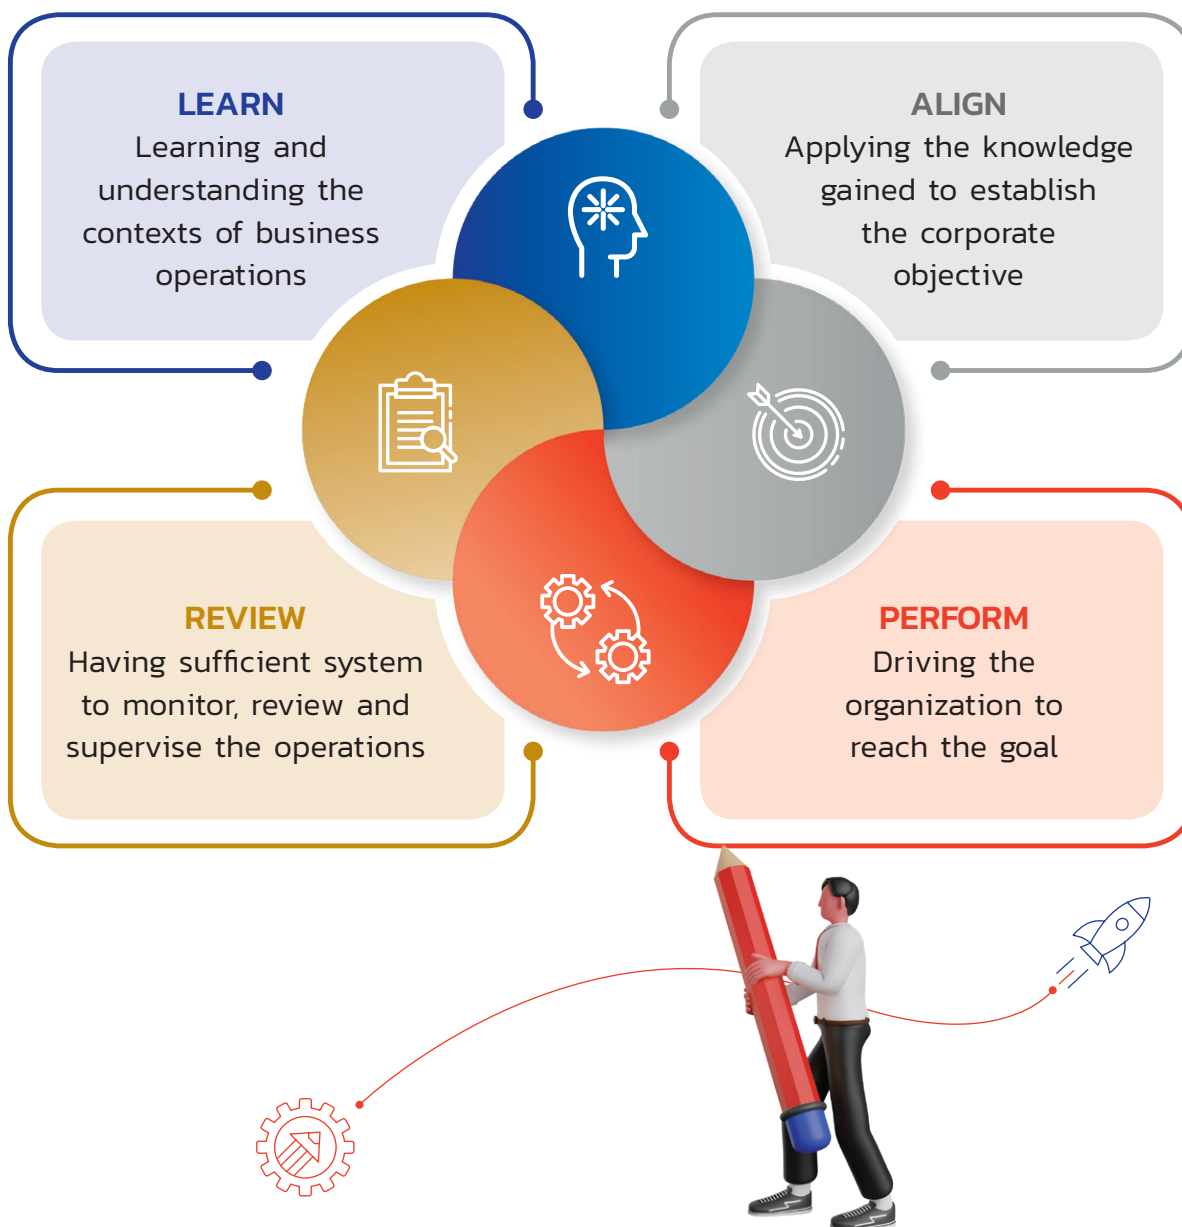 LEARN
Learning and
understanding the
contexts of business
operations
ALIGN
Applying the knowledge
gained to establish
the corporate
objective
REVIEW
Having sufficient system
to monitor, review and
supervise the operations
PERFORM
Driving the
organization to
reach the goal